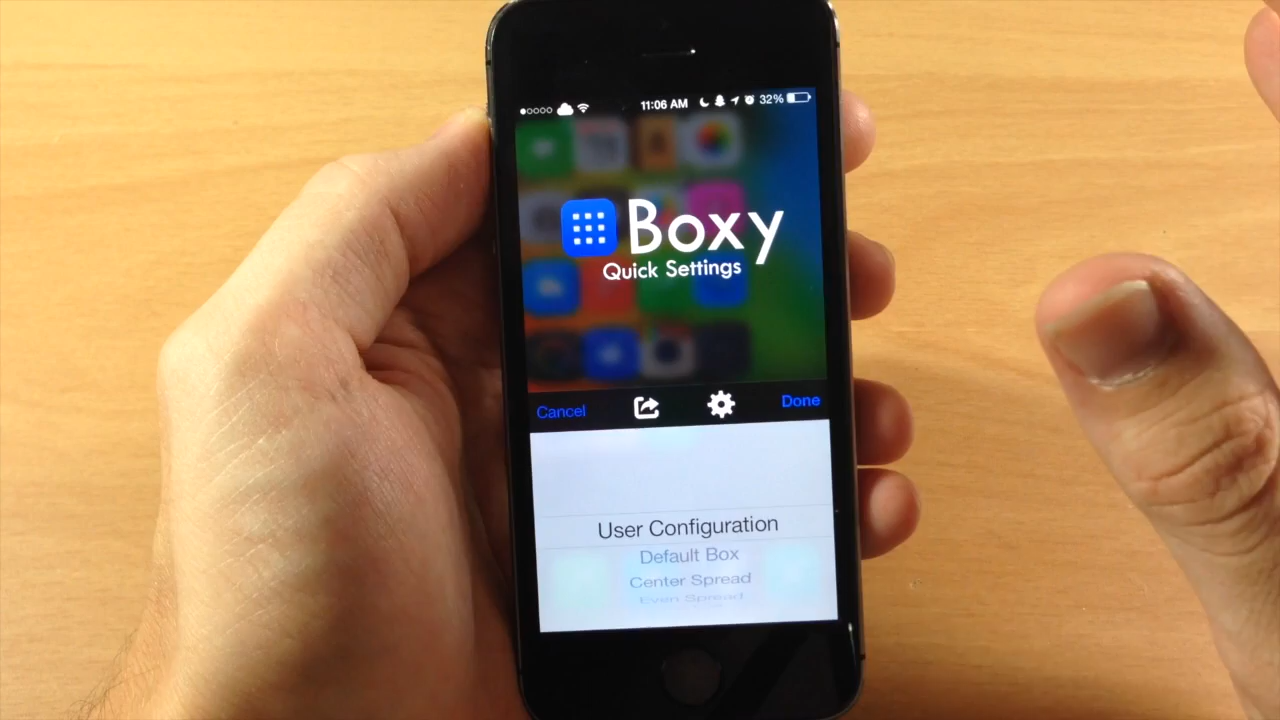 11:06 AM 32%
Boxy
Quick Settings
Cancel Done
User Configuration
Default Box
Center Spread
Even Spread